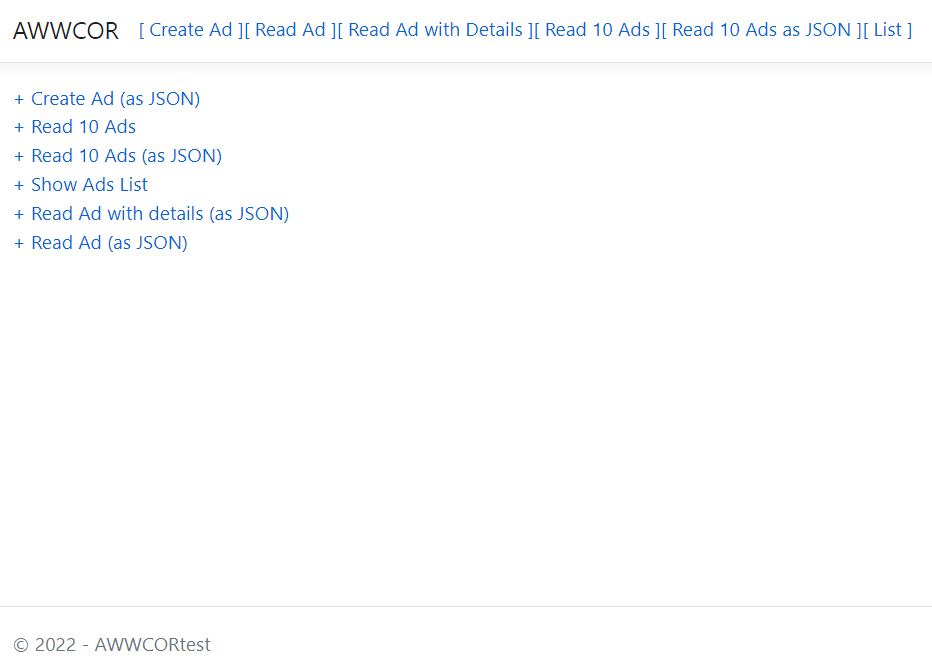 AWWCOR [ Create Ad ][ Read Ad ][ Read Ad with Details ][ Read 10 Ads ][ Read 10 Ads as JSON ][ List ]
+ Create Ad (as JSON)
+ Read 10 Ads
+ Read 10 Ads (as JSON)
+ Show Ads List
+ Read Ad with details (as JSON)
+ Read Ad (as JSON)
© 2022 - AWWCORtest